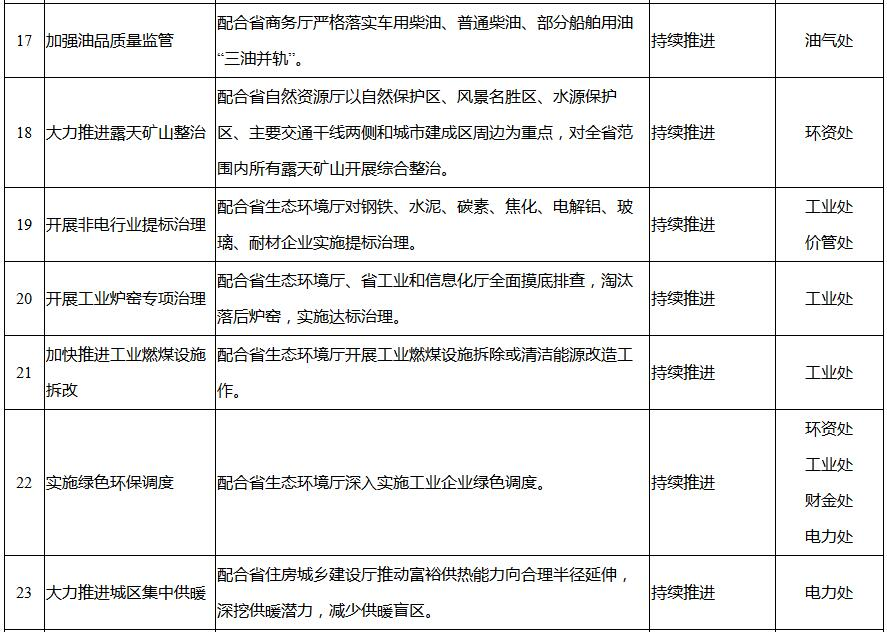 17
加强油品质量监管
配合省商务厅严格落实车用柴油、普通柴油、部分船舶用油
“三油并轨”。
持续推进
油气处
18
大力推进露天矿山整治
配合省自然资源厅以自然保护区、风景名胜区、水源保护
区、主要交通干线两侧和城市建成区周边为重点，对全省范
围内所有露天矿山开展综合整治。
持续推进
环资处
19
开展非电行业提标治理
配合省生态环境厅对钢铁、水泥、碳素、焦化、电解铝、玻
璃、耐材企业实施提标治理。
持续推进
工业处
价管处
20
开展工业炉窑专项治理
配合省生态环境厅、省工业和信息化厅全面摸底排查，淘汰
落后炉窑，实施达标治理。
持续推进
工业处
21
加快推进工业燃煤设施
拆改
配合省生态环境厅开展工业燃煤设施拆除或清洁能源改造工
作。
持续推进
工业处
22
实施绿色环保调度
配合省生态环境厅深入实施工业企业绿色调度。
持续推进
环资处
工业处
财金处
电力处
23
大力推进城区集中供暖
配合省住房城乡建设厅推动富裕供热能力向合理半径延伸，
深挖供暖潜力，减少供暖盲区。
持续推进
电力处